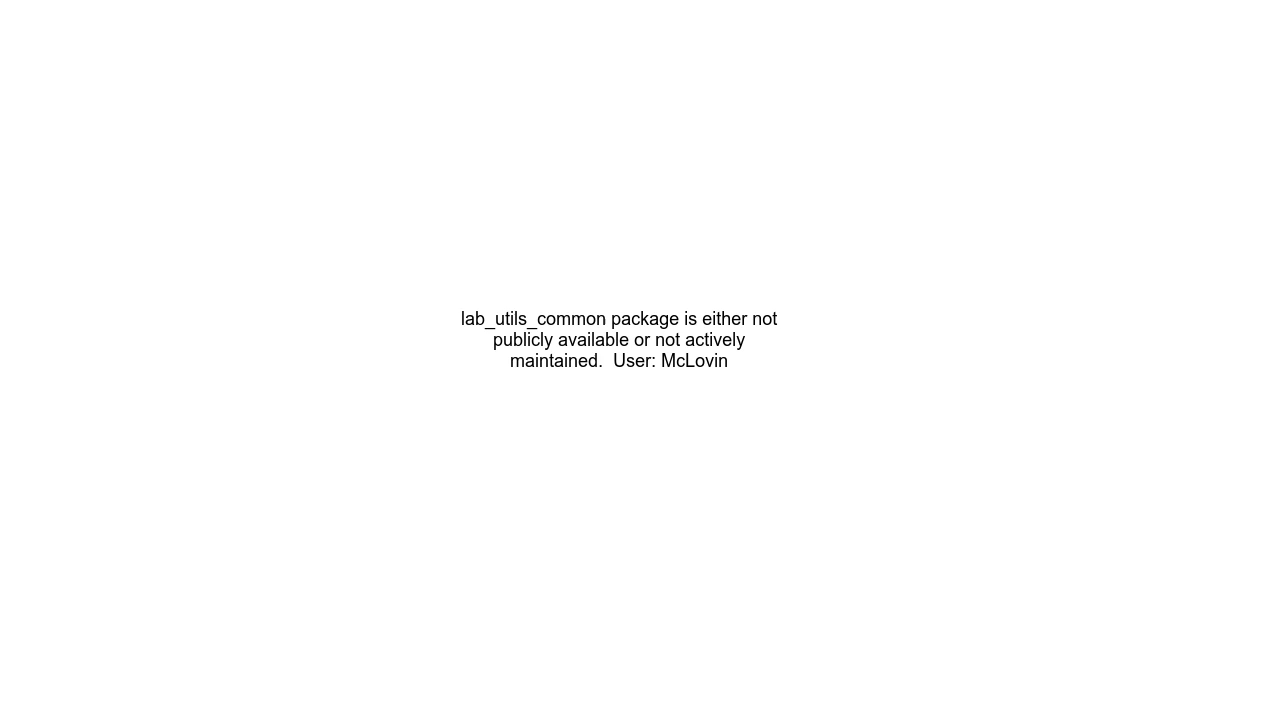 lab_utils_common package is either not
publicly available or not actively
maintained.  User: McLovin